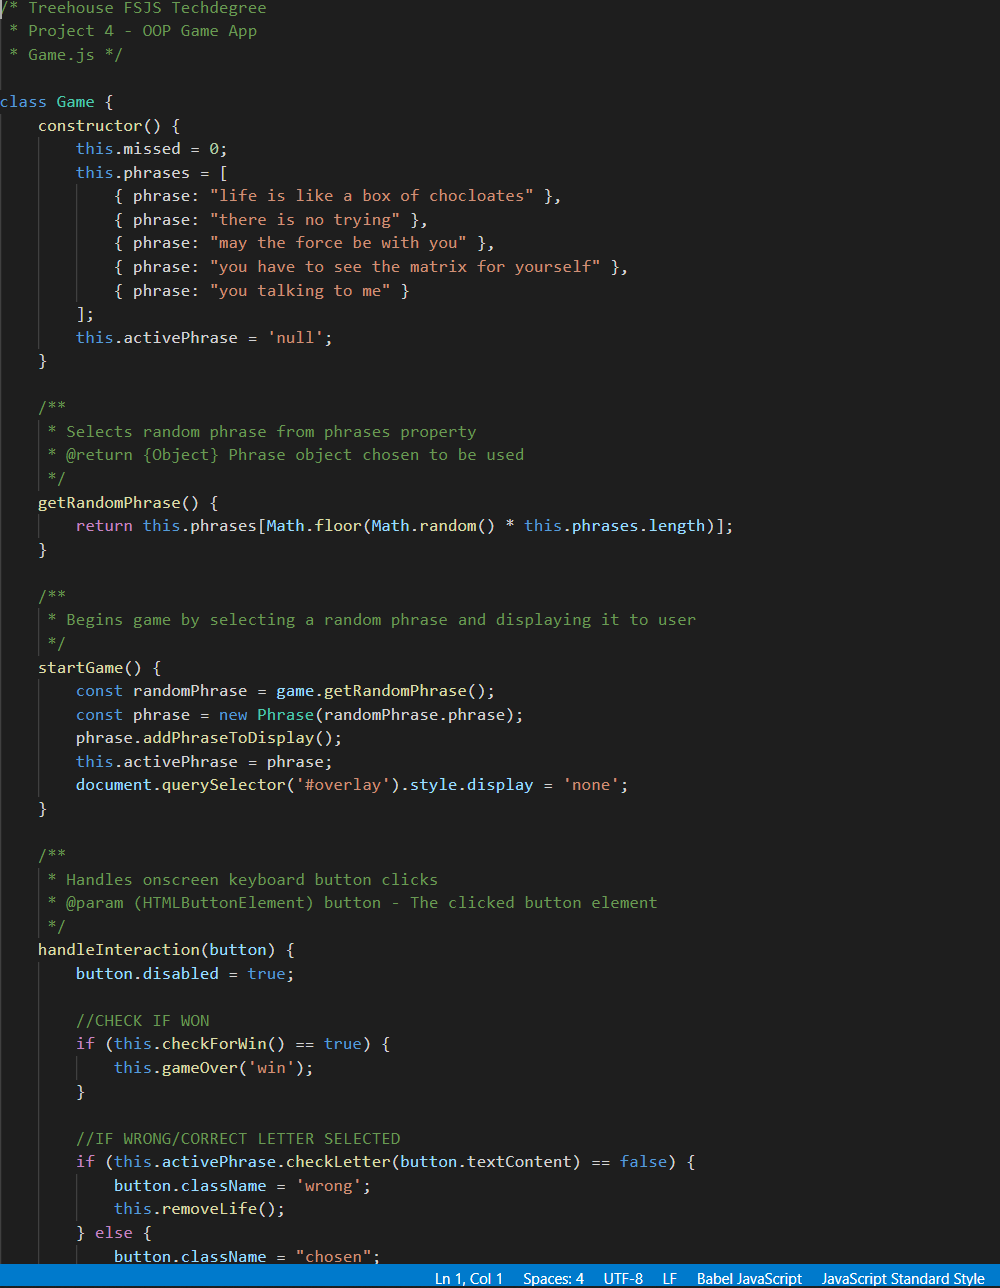 /* Treehouse FSJS Techdegree
 * Project 4 - OOP Game App
 * Game.js */

class Game {
    constructor() {
        this.missed = 0;
        this.phrases = [
            { phrase: "life is like a box of chocloates" },
            { phrase: "there is no trying" },
            { phrase: "may the force be with you" },
            { phrase: "you have to see the matrix for yourself" },
            { phrase: "you talking to me" }
        ];
        this.activePhrase = 'null';
    }

    /**
     * Selects random phrase from phrases property
     * @return {Object} Phrase object chosen to be used
     */
    getRandomPhrase() {
        return this.phrases[Math.floor(Math.random() * this.phrases.length)];
    }

    /**
     * Begins game by selecting a random phrase and displaying it to user
     */
    startGame() {
        const randomPhrase = game.getRandomPhrase();
        const phrase = new Phrase(randomPhrase.phrase);
        phrase.addPhraseToDisplay();
        this.activePhrase = phrase;
        document.querySelector('#overlay').style.display = 'none';
    }

    /**
     * Handles onscreen keyboard button clicks
     * @param (HTMLButtonElement) button - The clicked button element
     */
    handleInteraction(button) {
        button.disabled = true;

        //CHECK IF WON
        if (this.checkForWin() == true) {
            this.gameOver('win');
        }

        //IF WRONG/CORRECT LETTER SELECTED
        if (this.activePhrase.checkLetter(button.textContent) == false) {
            button.className = 'wrong';
            this.removeLife();
        } else {
            button.className = "chosen";
Ln 1, Col 1 Spaces: 4 UTF-8 LF Babel JavaScript JavaScript Standard Style